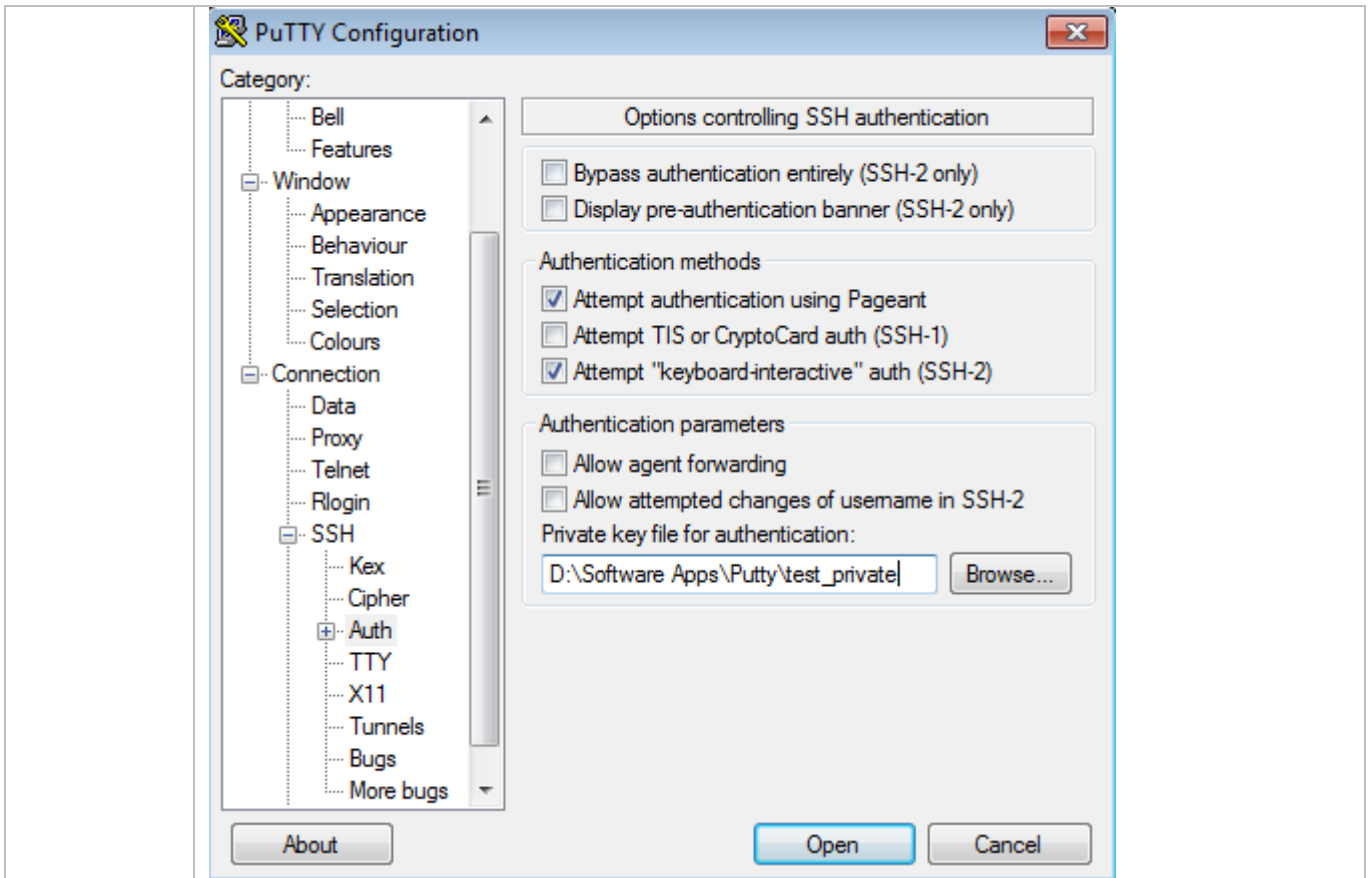 PuTTY Configuration
Category:
Bell
Features
Window
Appearance
Behaviour
Translation
Selection
Colours
Connection
Data
Proxy
Telnet
Rlogin
SSH
Kex
Cipher
Auth
TTY
X11
Tunnels
Bugs
More bugs
Options controlling SSH authentication
Bypass authentication entirely (SSH-2 only)
Display pre-authentication banner (SSH-2 only)
Authentication methods
Attempt authentication using Pageant
Attempt TIS or CryptoCard auth (SSH-1)
Attempt "keyboard-interactive" auth (SSH-2)
Authentication parameters
Allow agent forwarding
Allow attempted changes of username in SSH-2
Private key file for authentication:
D:\Software Apps\Putty\test_private
Browse...
About
Open
Cancel